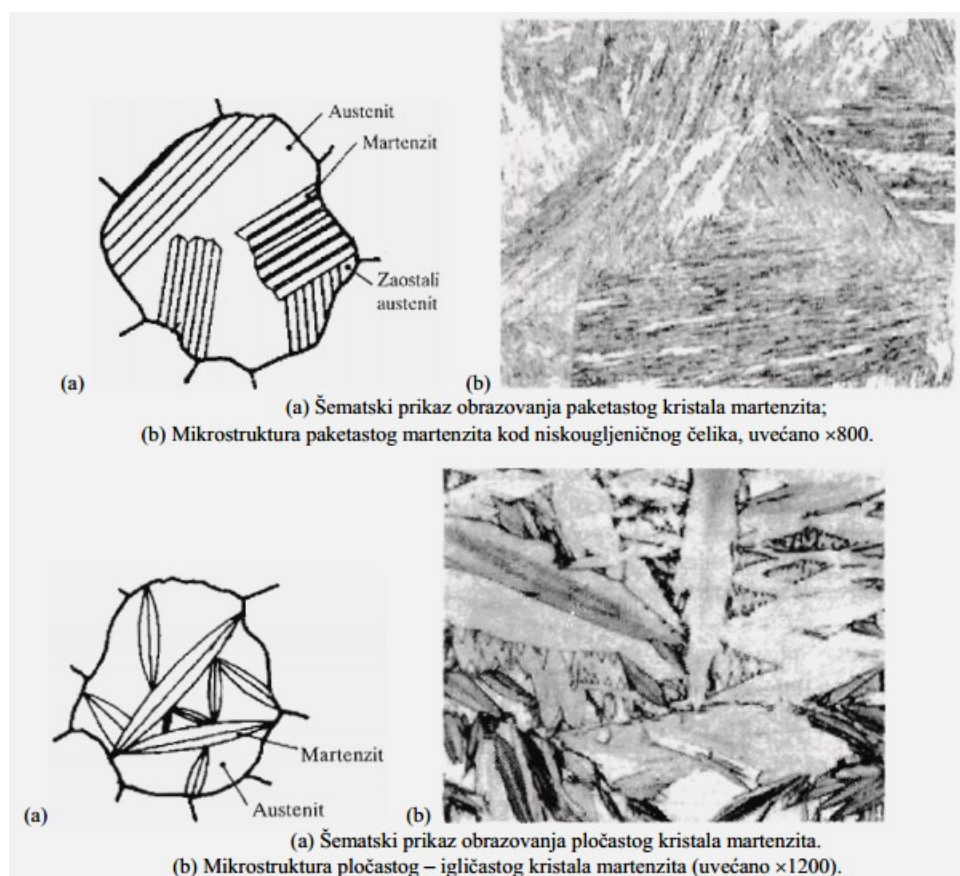 Austenit
Martenzit
Zaostali
austenit
(a)
(b)
(a) Šematski prikaz obrazovanja paketastog kristala martenzita;
(b) Mikrostruktura paketastog martenzita kod niskougljeničnog čelika, uvećano ×800.
Martenzit
Austenit
(a)
(b)
(a) Šematski prikaz obrazovanja pločastog kristala martenzita.
(b) Mikrostruktura pločastog – igličastog kristala martenzita (uvećano ×1200).